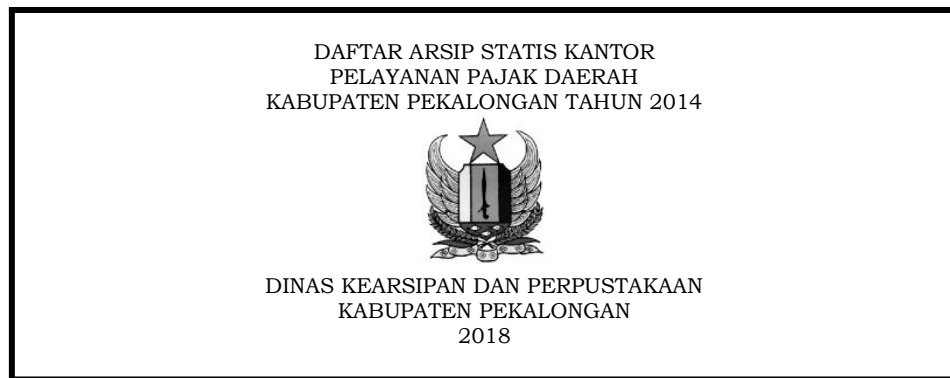 DAFTAR ARSIP STATIS KANTOR
PELAYANAN PAJAK DAERAH
KABUPATEN PEKALONGAN TAHUN 2014
DINAS KEARSIPAN DAN PERPUSTAKAAN
KABUPATEN PEKALONGAN
2018